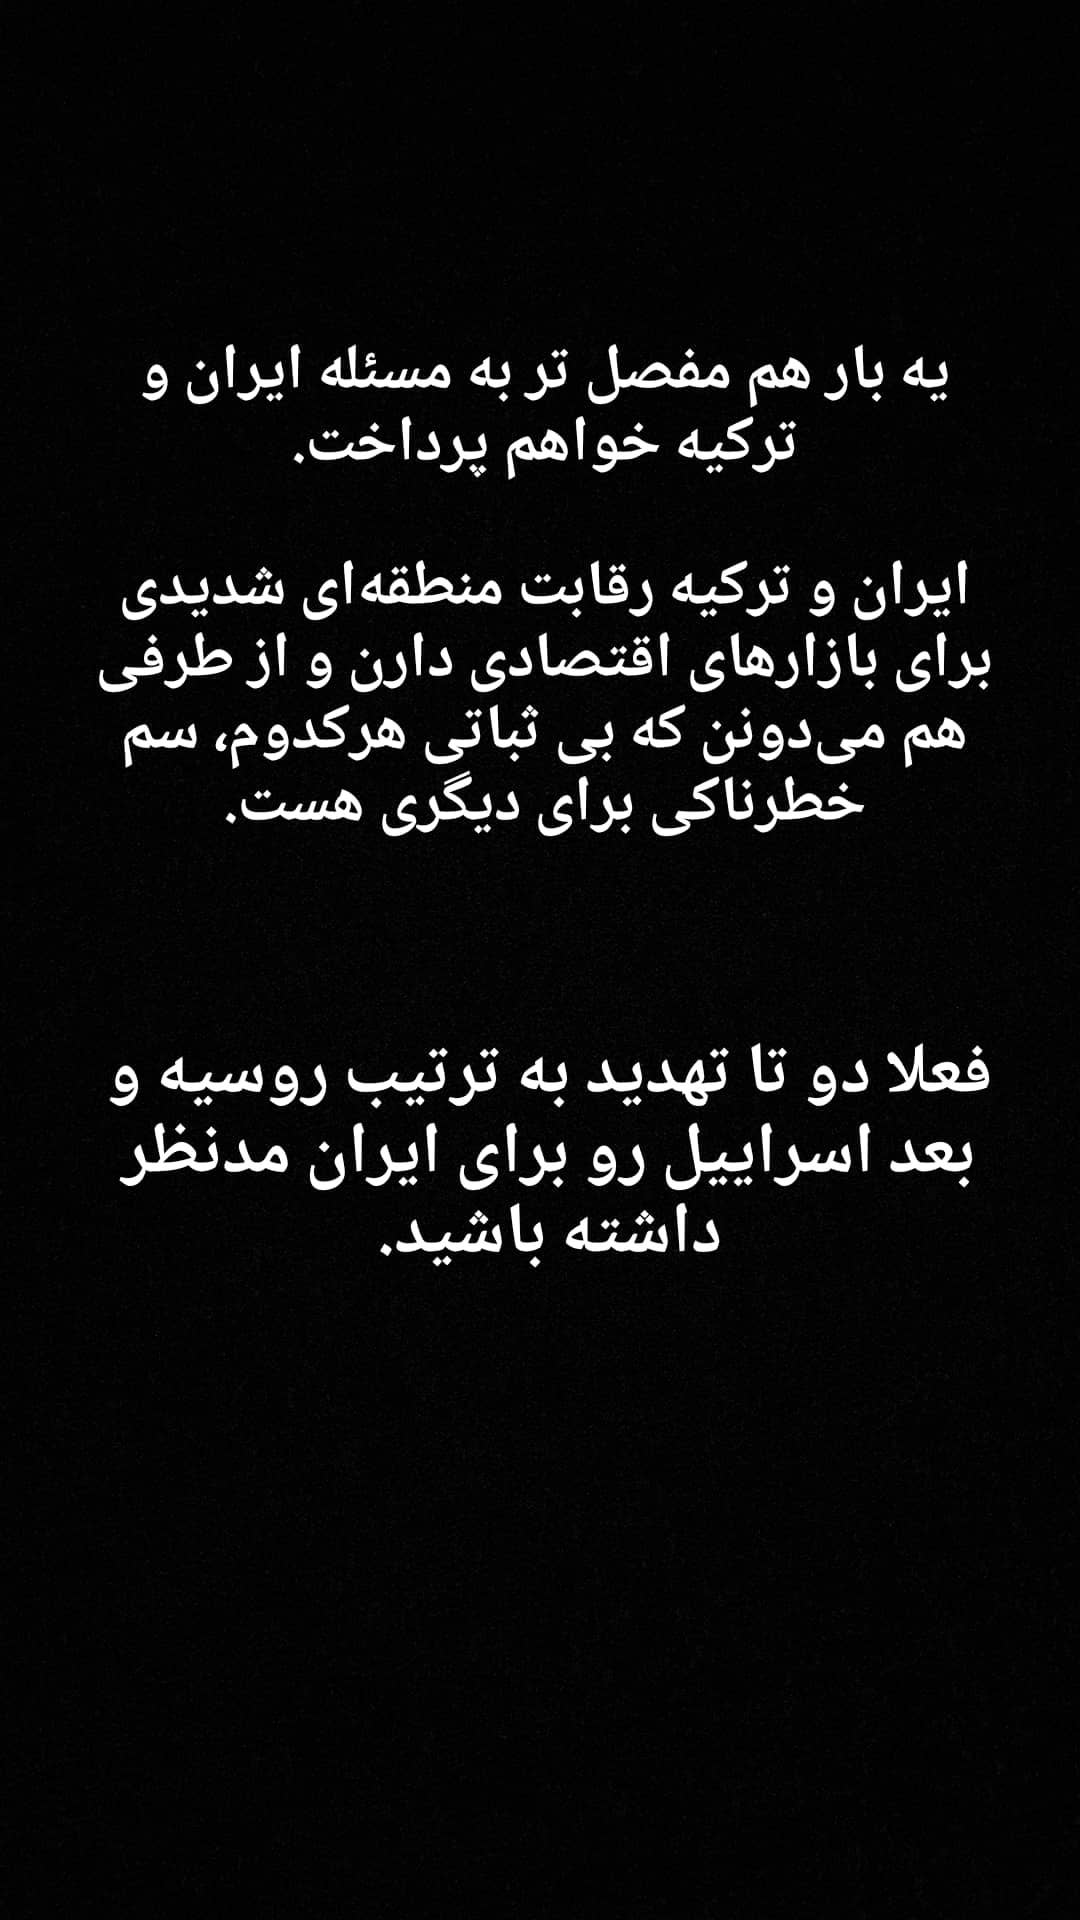 یه بار هم مفصل تر به مسئله ایران و
ترکیه خواهم پرداخت.
ایران و ترکیه رقابت منطقه‌ای شدیدی
برای بازارهای اقتصادی دارن و از طرفی
هم می‌دونن که بی ثباتی هرکدوم، سم
خطرناکی برای دیگری هست.
فعلا دو تا تهدید به ترتیب روسیه و
بعد اسراییل رو برای ایران مدنظر
داشته باشید.